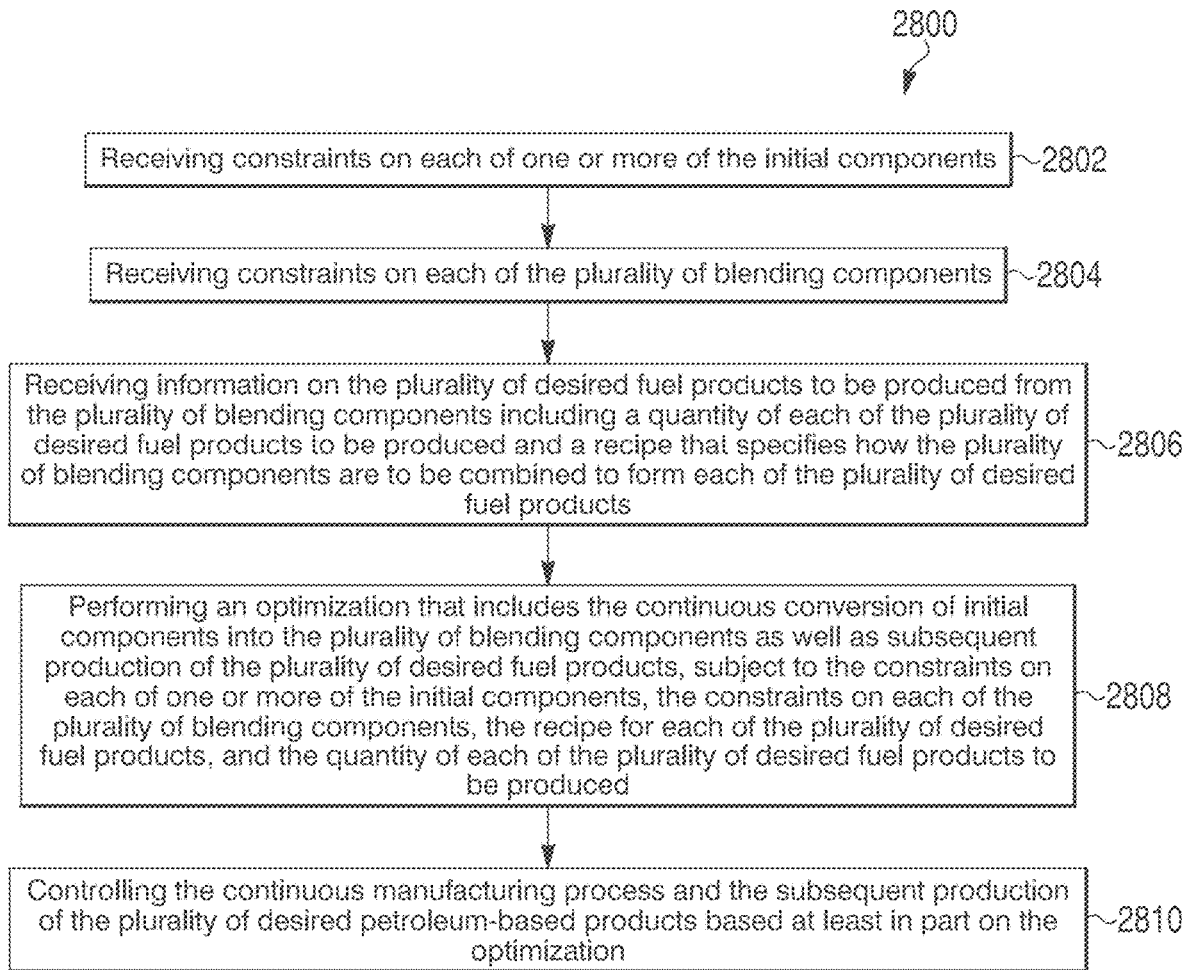 2800
Receiving constraints on each of one or more of the initial components
2802
Receiving constraints on each of the plurality of blending components
2804
Receiving information on the plurality of desired fuel products to be produced from
the plurality of blending components including a quantity of each of the plurality of
desired fuel products to be produced and a recipe that specifies how the plurality
of blending components are to be combined to form each of the plurality of desired
fuel products
2806
Performing an optimization that includes the continuous conversion of initial
components into the plurality of blending components as well as subsequent
production of the plurality of desired fuel products, subject to the constraints on
each of one or more of the initial components, the constraints on each of the
plurality of blending components, the recipe for each of the plurality of desired
fuel products, and the quantity of each of the plurality of desired fuel products to
be produced
2808
Controlling the continuous manufacturing process and the subsequent production
of the plurality of desired petroleum-based products based at least in part on the
optimization
2810